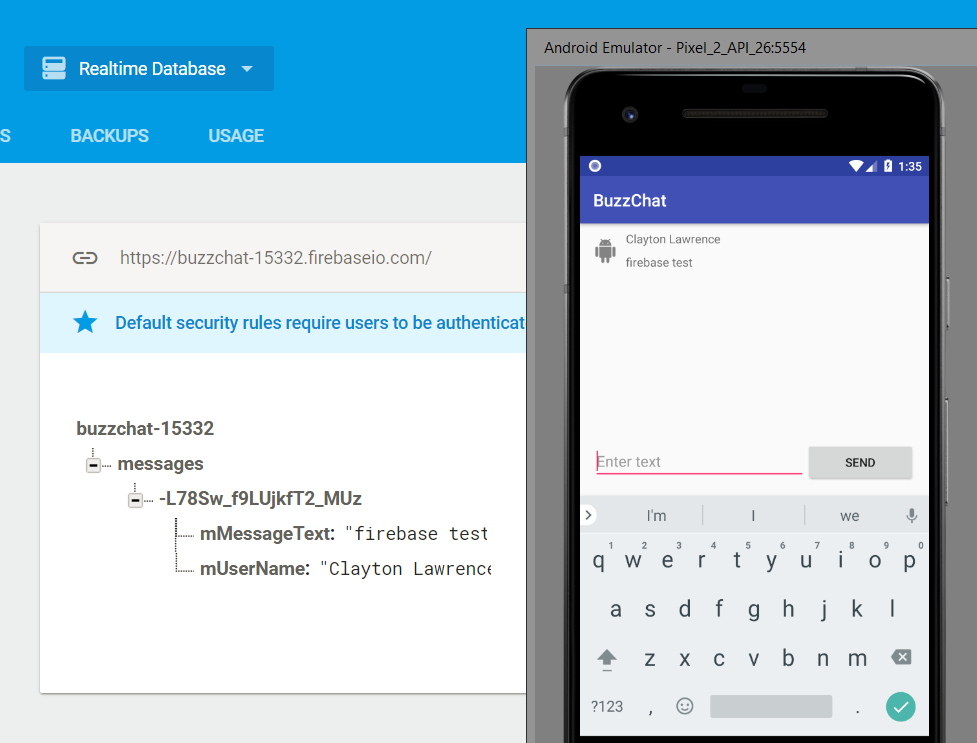 Realtime Database
S BACKUPS USAGE
https://buzzchat-15332.firebaseio.com/
Default security rules require users to be authenticat
buzzchat-15332
messages
-L78Sw_f9LUjkfT2_MUz
mMessageText: "firebase test
mUserName: "Clayton Lawrence
Android Emulator - Pixel_2_API_26:5554
1:35
BuzzChat
Clayton Lawrence
firebase test
Enter text
SEND
I'm I we
1 2 3 4 5 6 7 8 9 0
q w e r t y u i o p
a s d f g h j k l
z x c v b n m
?123 , .